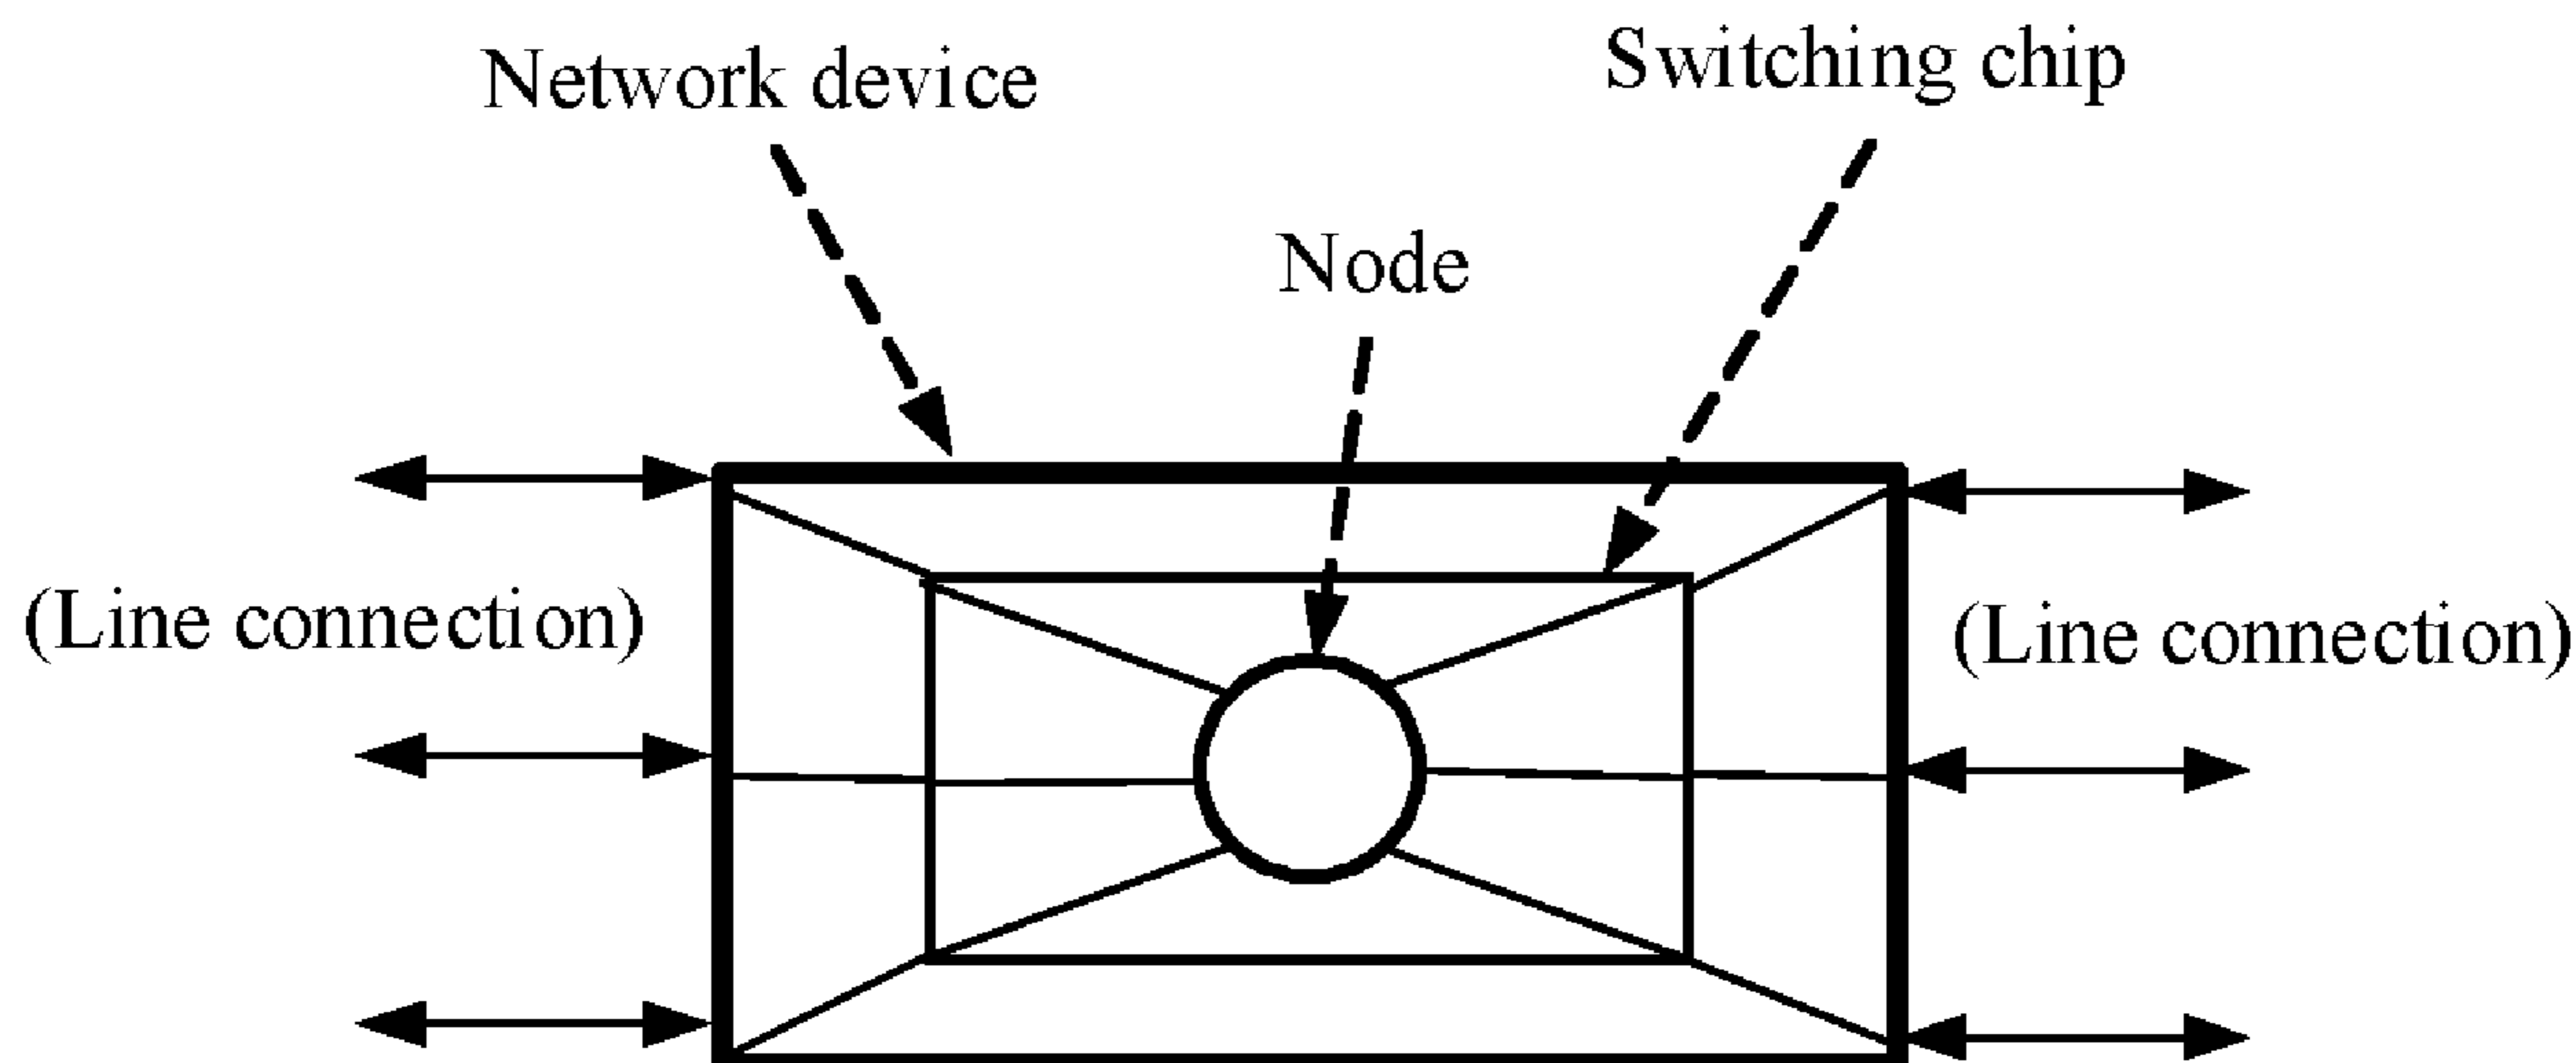 Network device
Switching chip
Node
(Line connection)
(Line connection)